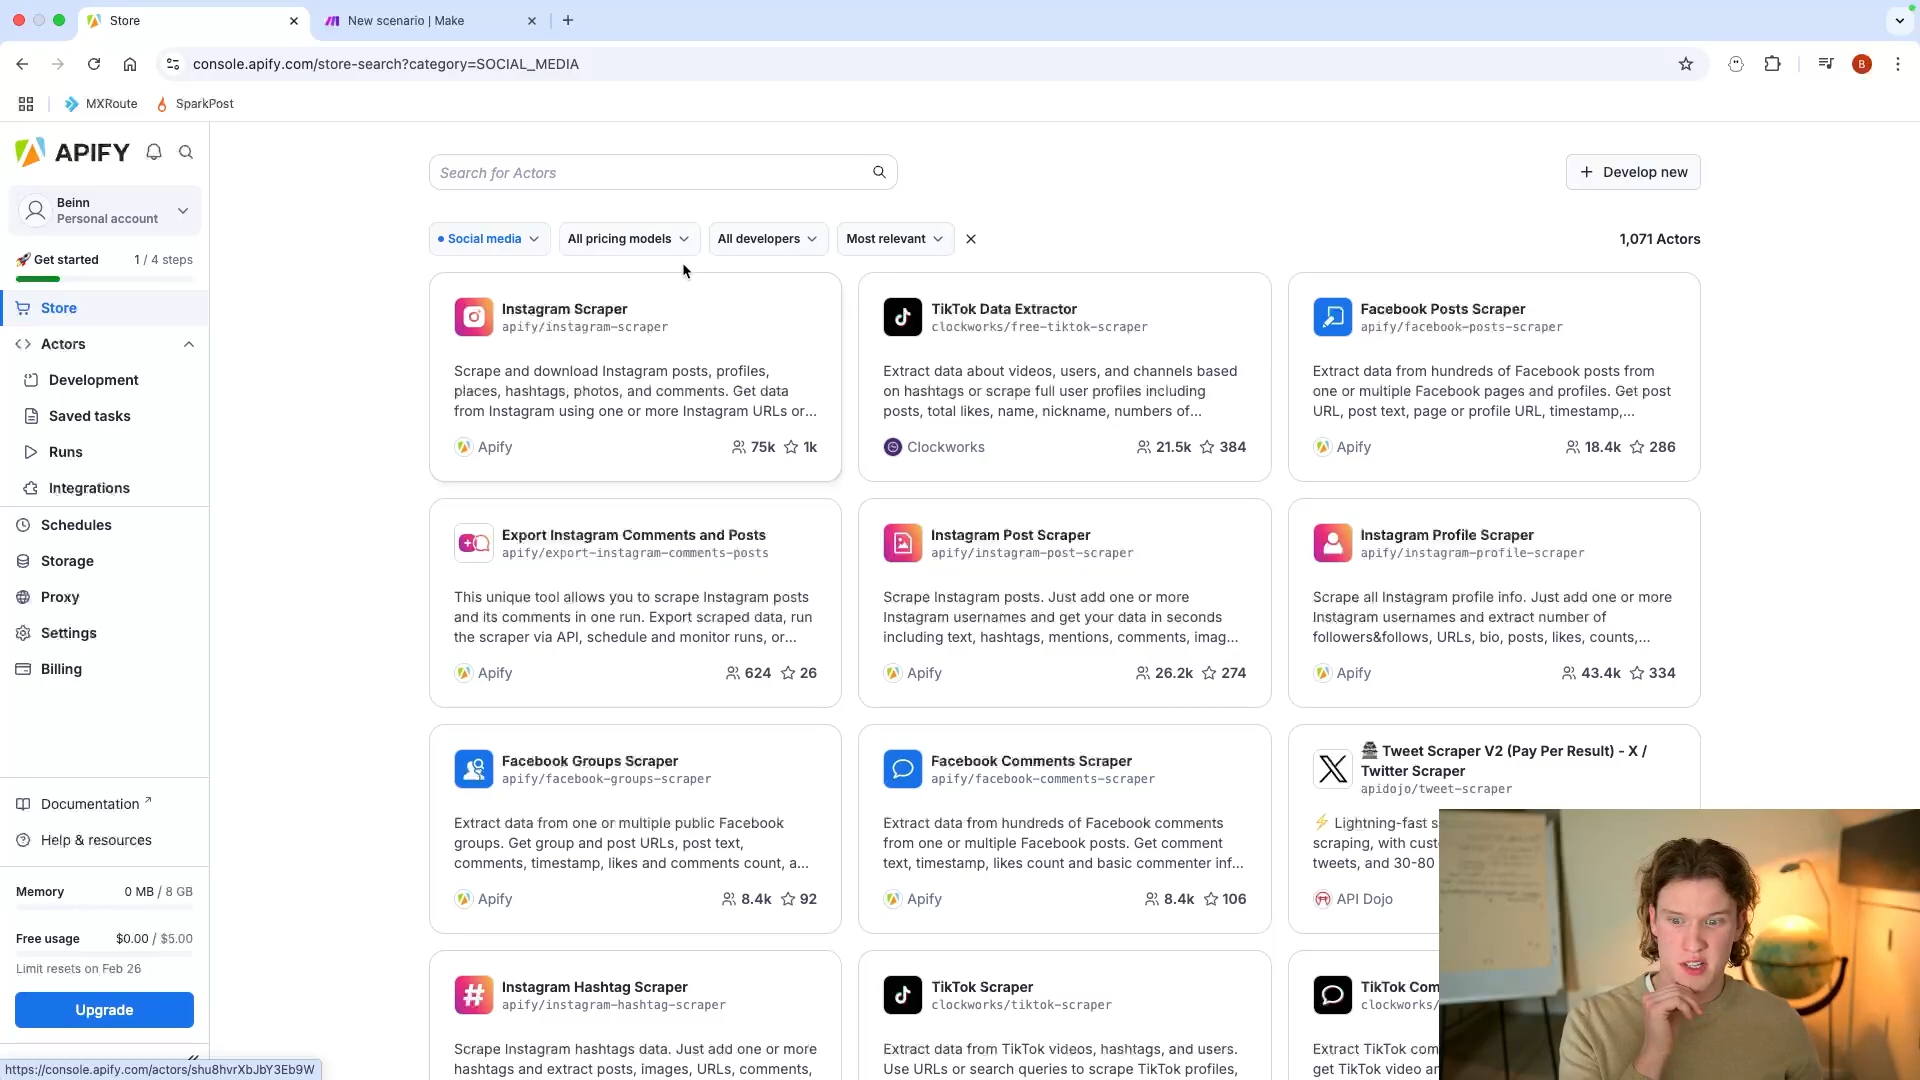 Store
New scenario | Make
console.apify.com/store-search?category=SOCIAL_MEDIA
B
MXRoute
SparkPost
APIFY
Beinn
Personal account
🚀 Get started 1 / 4 steps
Store
Actors
Development
Saved tasks
Runs
Integrations
Schedules
Storage
Proxy
Settings
Billing
Documentation
Help & resources
Memory 0 MB / 8 GB
Free usage $0.00 / $5.00
Limit resets on Feb 26
Upgrade
https://console.apify.com/actors/shu8hvrXbJbY3Eb9W
Search for Actors
+ Develop new
Social media
All pricing models
All developers
Most relevant
1,071 Actors
Instagram Scraper
apify/instagram-scraper
Scrape and download Instagram posts, profiles,
places, hashtags, photos, and comments. Get data
from Instagram using one or more Instagram URLs or...
Apify 75k 1k
TikTok Data Extractor
clockworks/free-tiktok-scraper
Extract data about videos, users, and channels based
on hashtags or scrape full user profiles including
posts, total likes, name, nickname, numbers of...
Clockworks 21.5k 384
Facebook Posts Scraper
apify/facebook-posts-scraper
Extract data from hundreds of Facebook posts from
one or multiple Facebook pages and profiles. Get post
URL, post text, page or profile URL, timestamp,...
Apify 18.4k 286
Export Instagram Comments and Posts
apify/export-instagram-comments-posts
This unique tool allows you to scrape Instagram posts
and its comments in one run. Export scraped data, run
the scraper via API, schedule and monitor runs, or...
Apify 624 26
Instagram Post Scraper
apify/instagram-post-scraper
Scrape Instagram posts. Just add one or more
Instagram usernames and get your data in seconds
including text, hashtags, mentions, comments, imag...
Apify 26.2k 274
Instagram Profile Scraper
apify/instagram-profile-scraper
Scrape all Instagram profile info. Just add one or more
Instagram usernames and extract number of
followers&follows, URLs, bio, posts, likes, counts,...
Apify 43.4k 334
Facebook Groups Scraper
apify/facebook-groups-scraper
Extract data from one or multiple public Facebook
groups. Get group and post URLs, post text,
comments, timestamp, likes and comments count, a...
Apify 8.4k 92
Facebook Comments Scraper
apify/facebook-comments-scraper
Extract data from hundreds of Facebook comments
from one or multiple Facebook posts. Get comment
text, timestamp, likes count and basic commenter inf...
Apify 8.4k 106
Tweet Scraper V2 (Pay Per Result) - X /
Twitter Scraper
apidojo/tweet-scraper
⚡ Lightning-fast s
scraping, with cust
tweets, and 30-80
API Dojo
Instagram Hashtag Scraper
apify/instagram-hashtag-scraper
Scrape Instagram hashtags data. Just add one or more
hashtags and extract posts, images, URLs, comments,
TikTok Scraper
clockworks/tiktok-scraper
Extract data from TikTok videos, hashtags, and users.
Use URLs or search queries to scrape TikTok profiles,
TikTok Com
clockworks/
Extract TikTok com
get TikTok video an